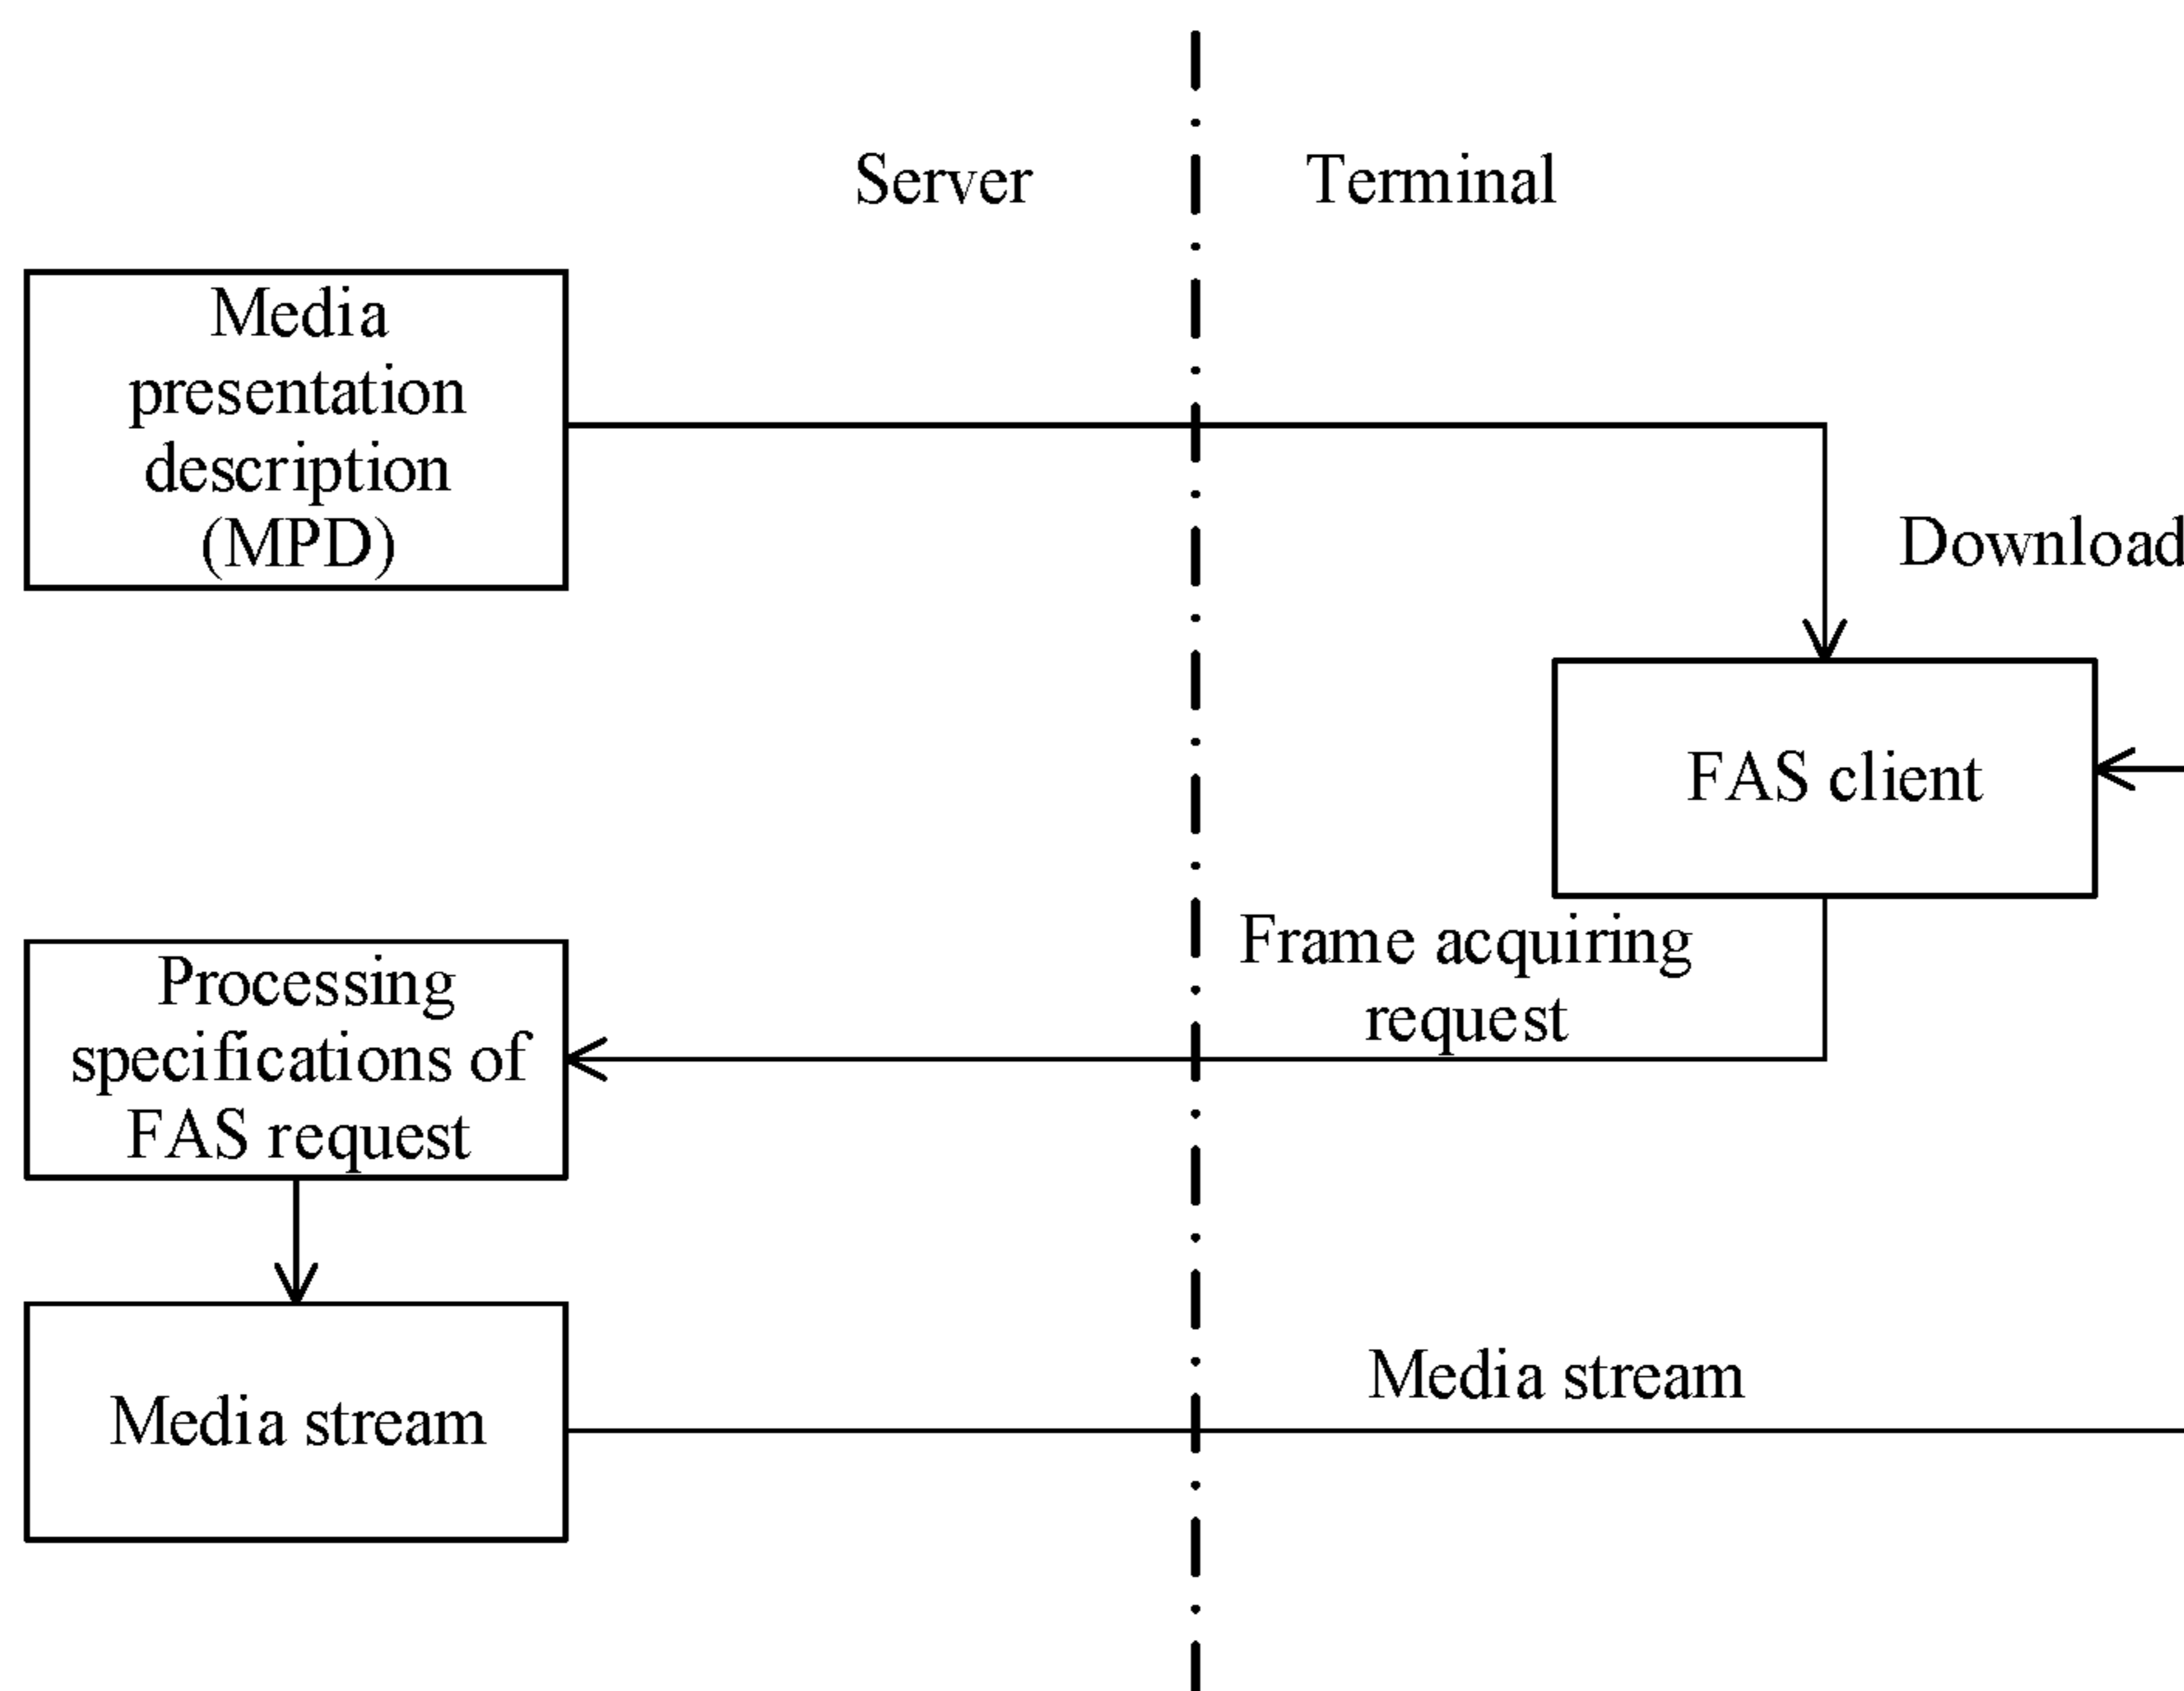 Server
Terminal
Media
presentation
description
(MPD)
Download
FAS client
Frame acquiring
request
Processing
specifications of
FAS request
Media stream
Media stream